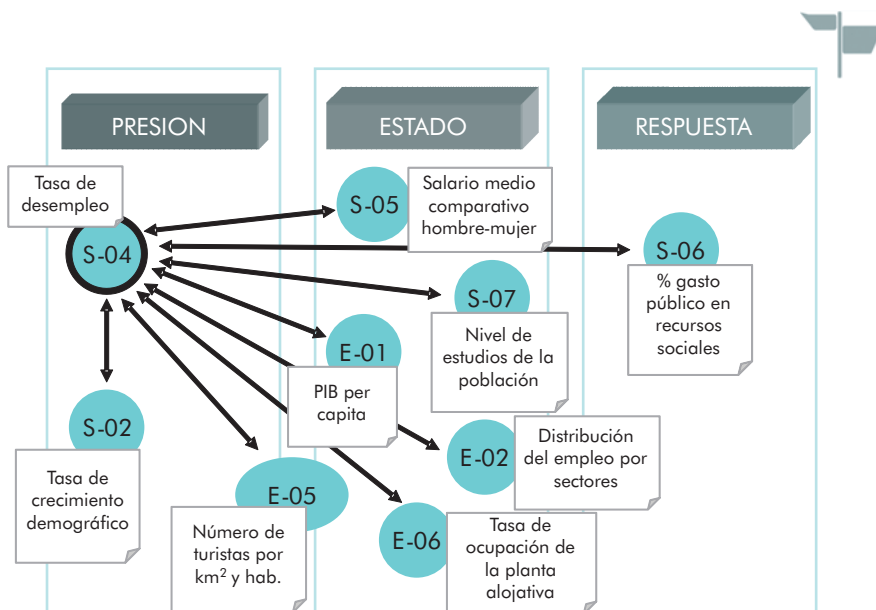 PRESION
ESTADO
RESPUESTA
Tasa de
desempleo
S-04
S-05
Salario medio
comparativo
hombre-mujer
S-06
% gasto
público en
recursos
sociales
S-07
Nivel de
estudios de la
población
E-01
PIB per
capita
S-02
Tasa de
crecimiento
demográfico
E-02
Distribución
del empleo por
sectores
E-05
Número de
turistas por
km² y hab.
E-06
Tasa de
ocupación de
la planta
alojativa